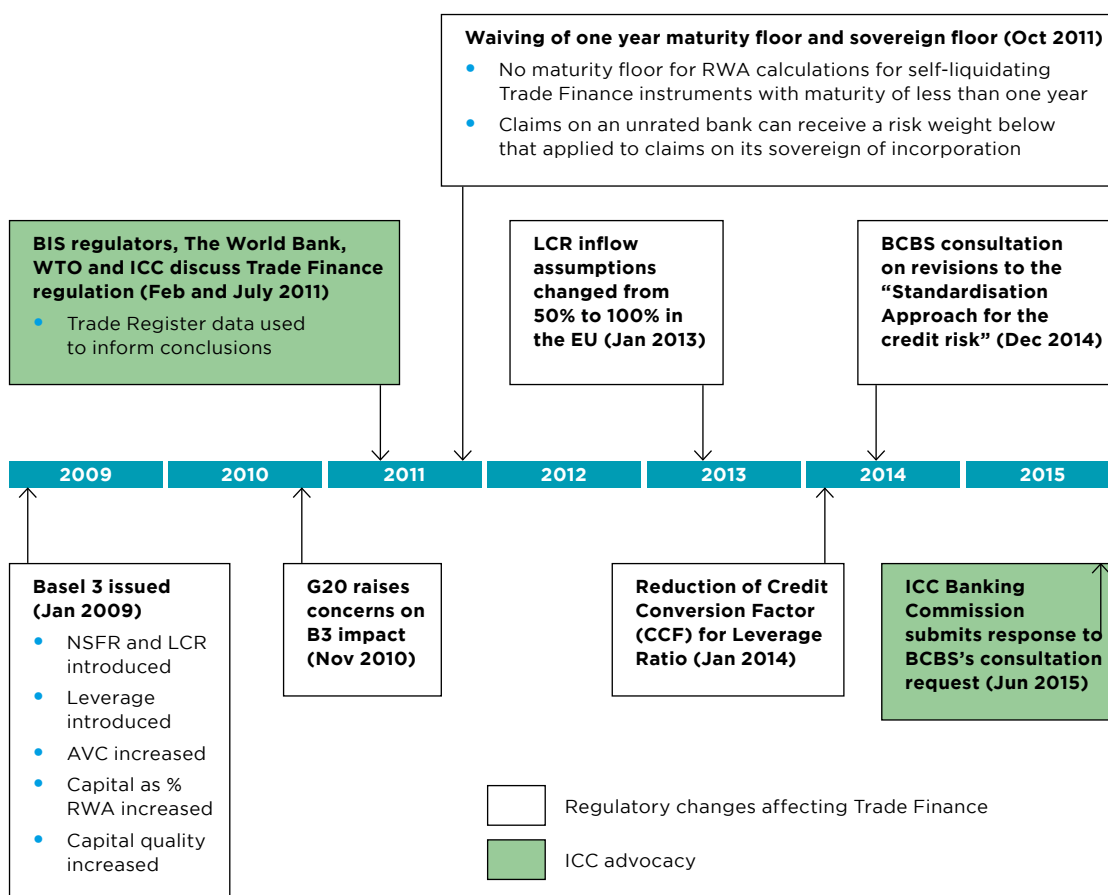 Waiving of one year maturity floor and sovereign floor (Oct 2011)
• No maturity floor for RWA calculations for self-liquidating
Trade Finance instruments with maturity of less than one year
• Claims on an unrated bank can receive a risk weight below
that applied to claims on its sovereign of incorporation
BIS regulators, The World Bank,
WTO and ICC discuss Trade Finance
regulation (Feb and July 2011)
• Trade Register data used
to inform conclusions
LCR inflow
assumptions
changed from
50% to 100% in
the EU (Jan 2013)
BCBS consultation
on revisions to the
“Standardisation
Approach for the
credit risk” (Dec 2014)
2009 2010 2011 2012 2013 2014 2015
Basel 3 issued
(Jan 2009)
• NSFR and LCR
introduced
• Leverage
introduced
• AVC increased
• Capital as %
RWA increased
• Capital quality
increased
G20 raises
concerns on
B3 impact
(Nov 2010)
Reduction of Credit
Conversion Factor
(CCF) for Leverage
Ratio (Jan 2014)
ICC Banking
Commission
submits response to
BCBS’s consultation
request (Jun 2015)
Regulatory changes affecting Trade Finance
ICC advocacy